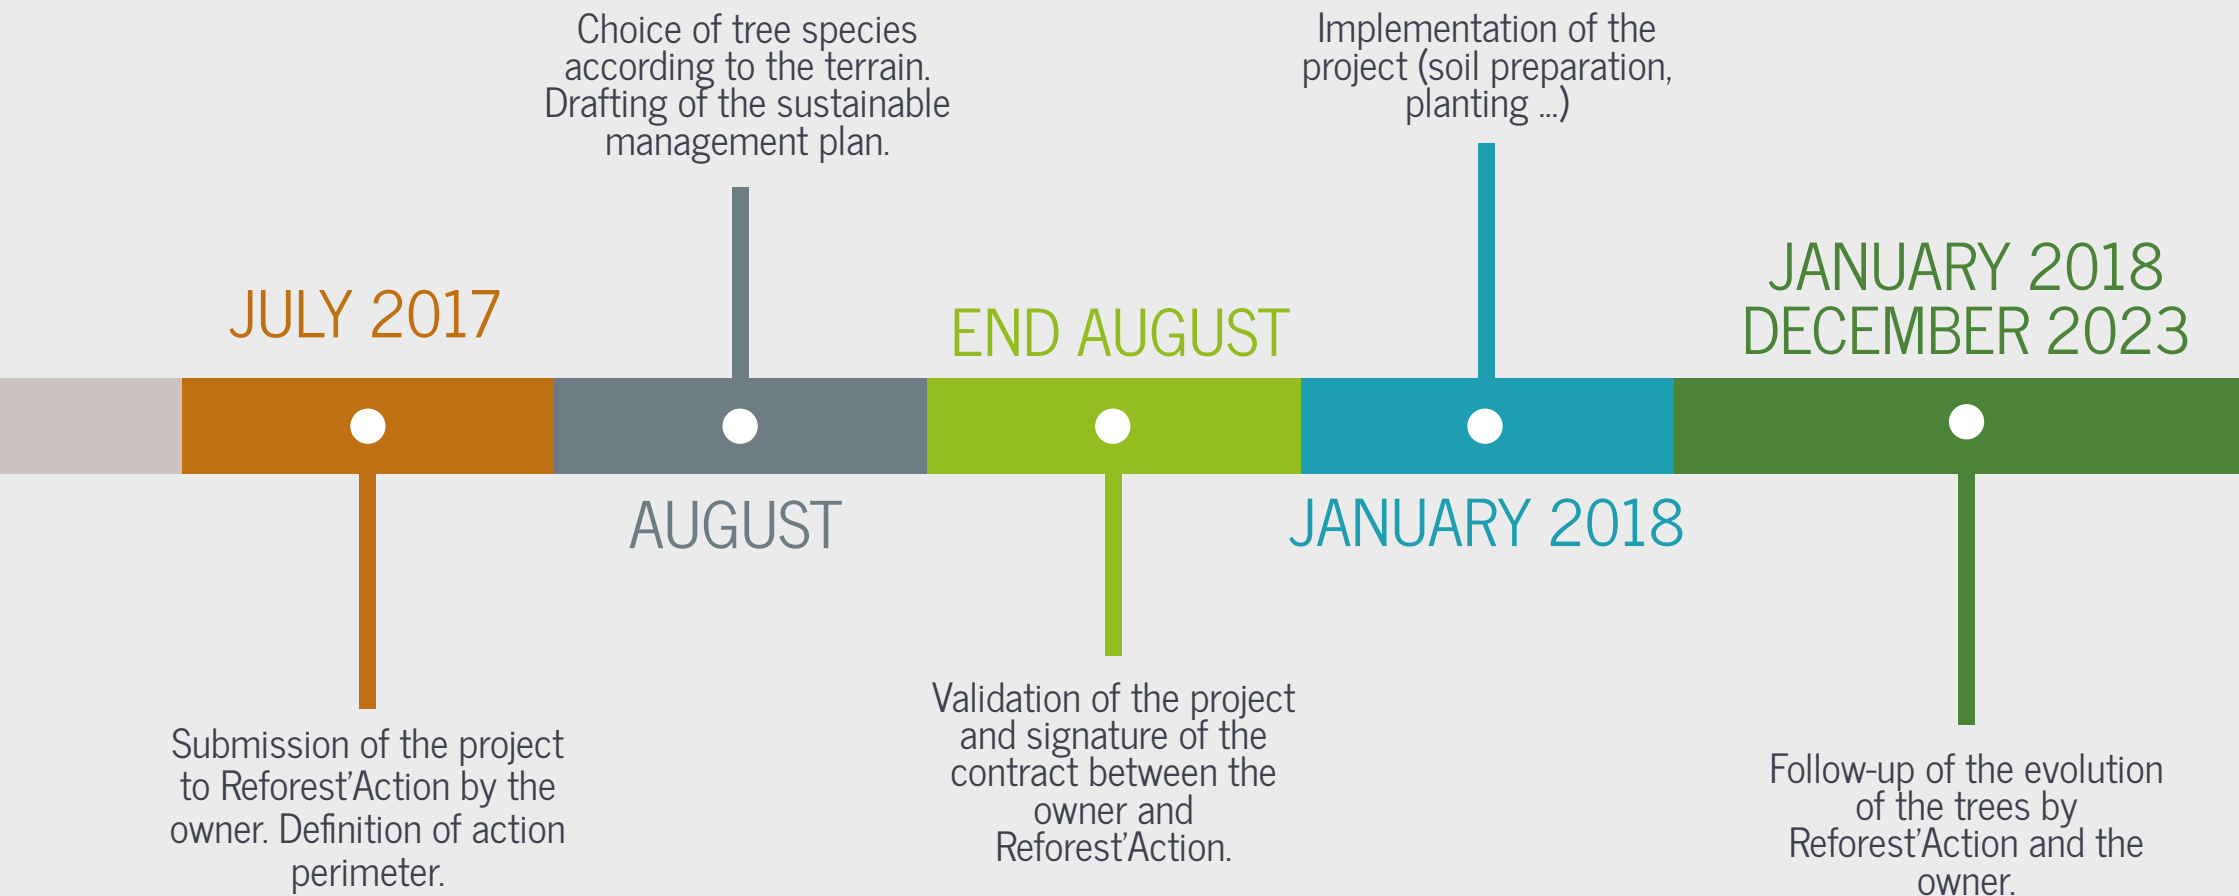 JULY 2017
Submission of the project
to Reforest'Action by the
owner. Definition of action
perimeter.
Choice of tree species
according to the terrain.
Drafting of the sustainable
management plan.
AUGUST
END AUGUST
Validation of the project
and signature of the
contract between the
owner and
Reforest'Action.
Implementation of the
project (soil preparation,
planting ...)
JANUARY 2018
JANUARY 2018
DECEMBER 2023
Follow-up of the evolution
of the trees by
Reforest'Action and the
owner.